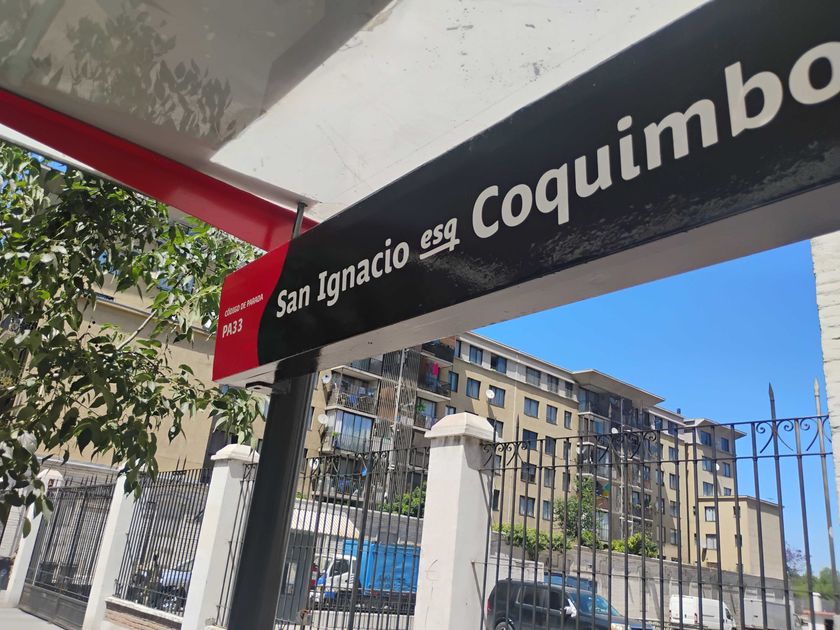 San Ignacio esq Coquimbo
CÓDIGO DE PARADA
PA33